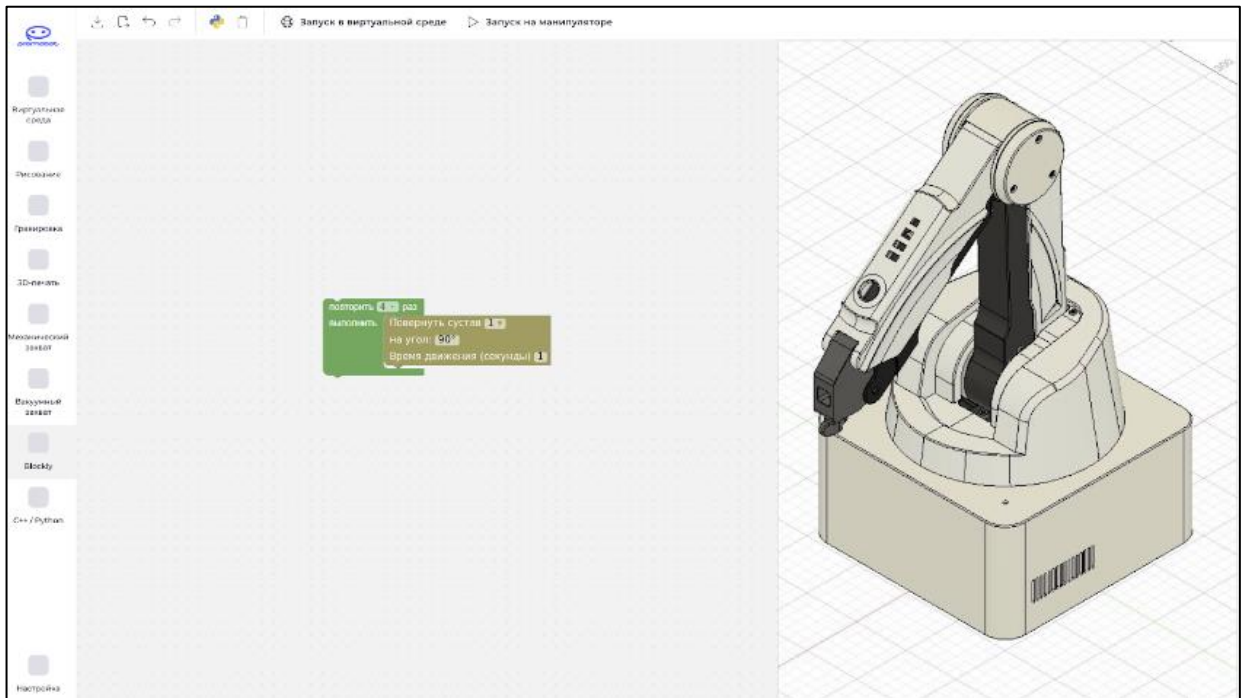 Запуск в виртуальной среде
Запуск на манипуляторе
Виртуальная
среда
Рисование
Гравировка
3D-печать
Механический
захват
Вакуумный
захват
Blockly
C++ / Python
Настройка
повторить 4 раз
выполнить
Повернуть сустав 1
на угол: 90°
Время движения (секунды) 1
300